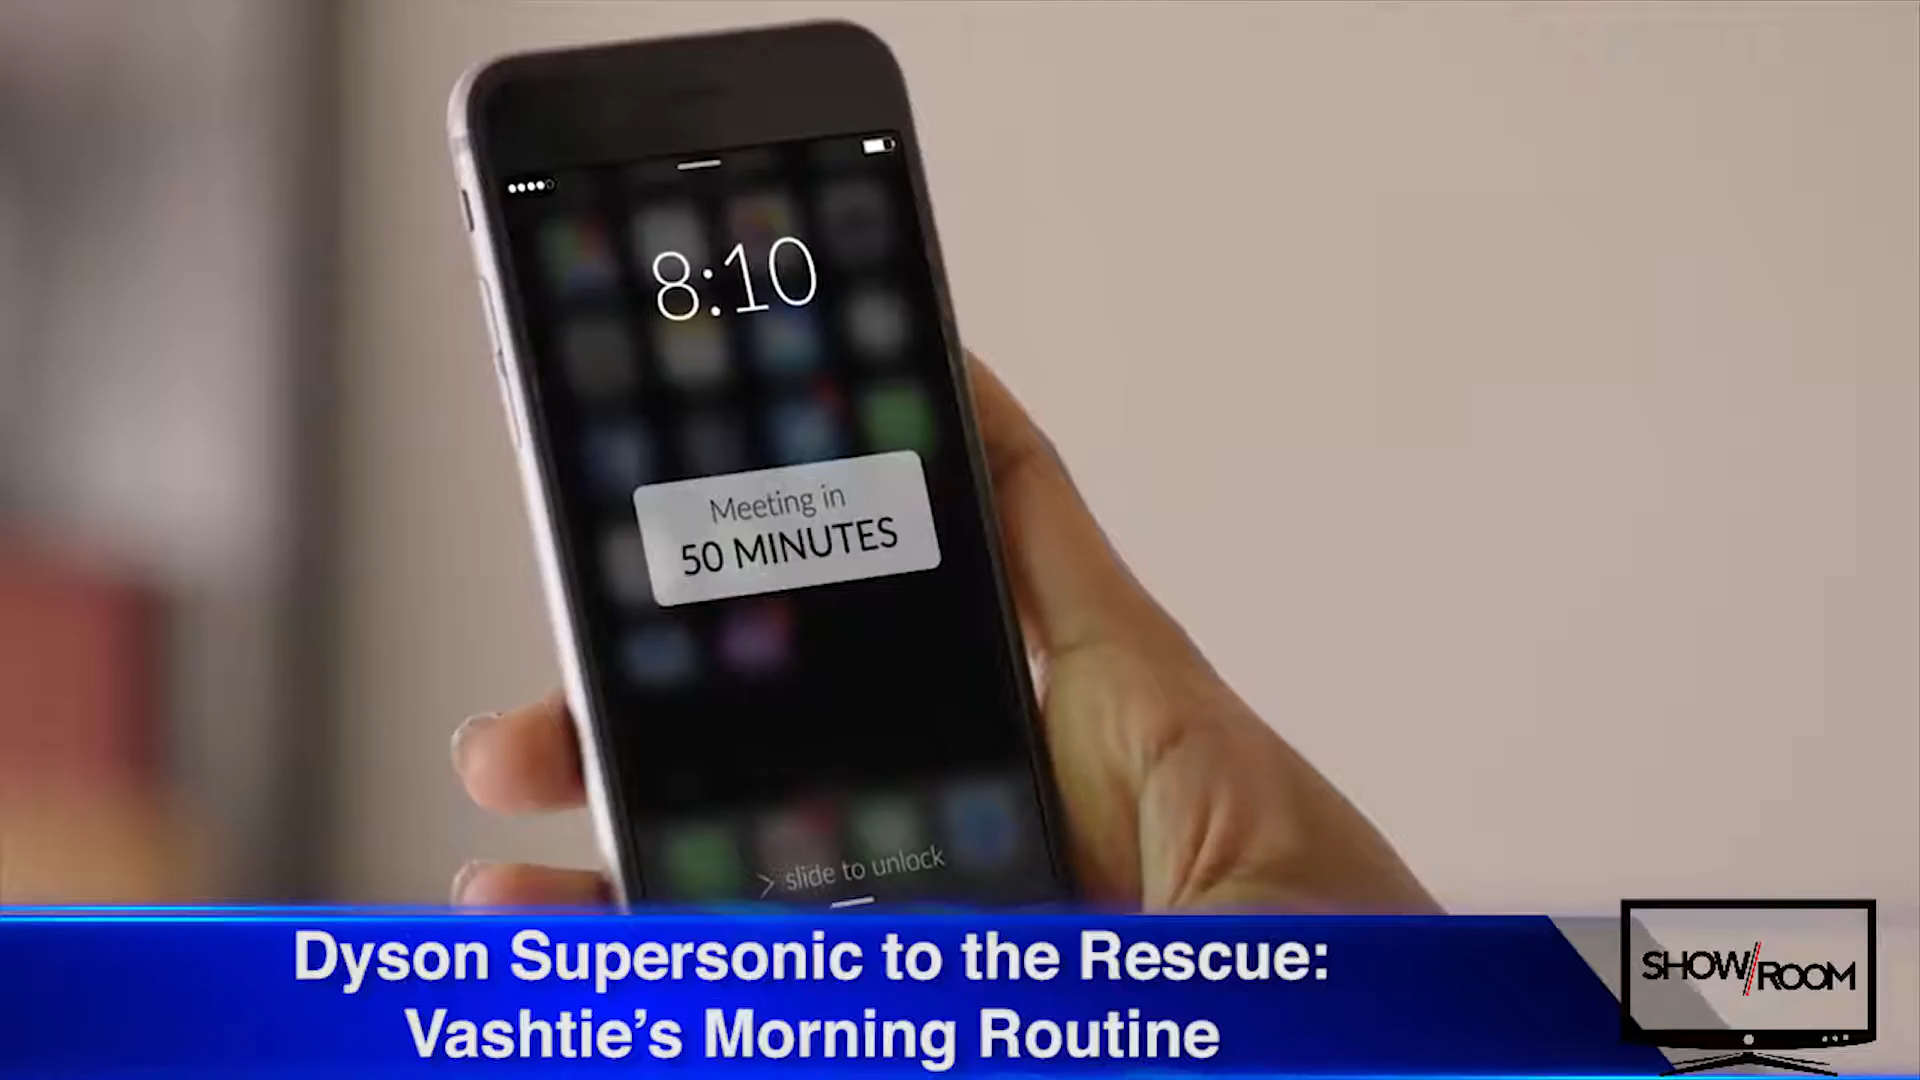 8:10
Meeting in
50 MINUTES
> slide to unlock
Dyson Supersonic to the Rescue:
Vashtie’s Morning Routine
SHOW/ROOM